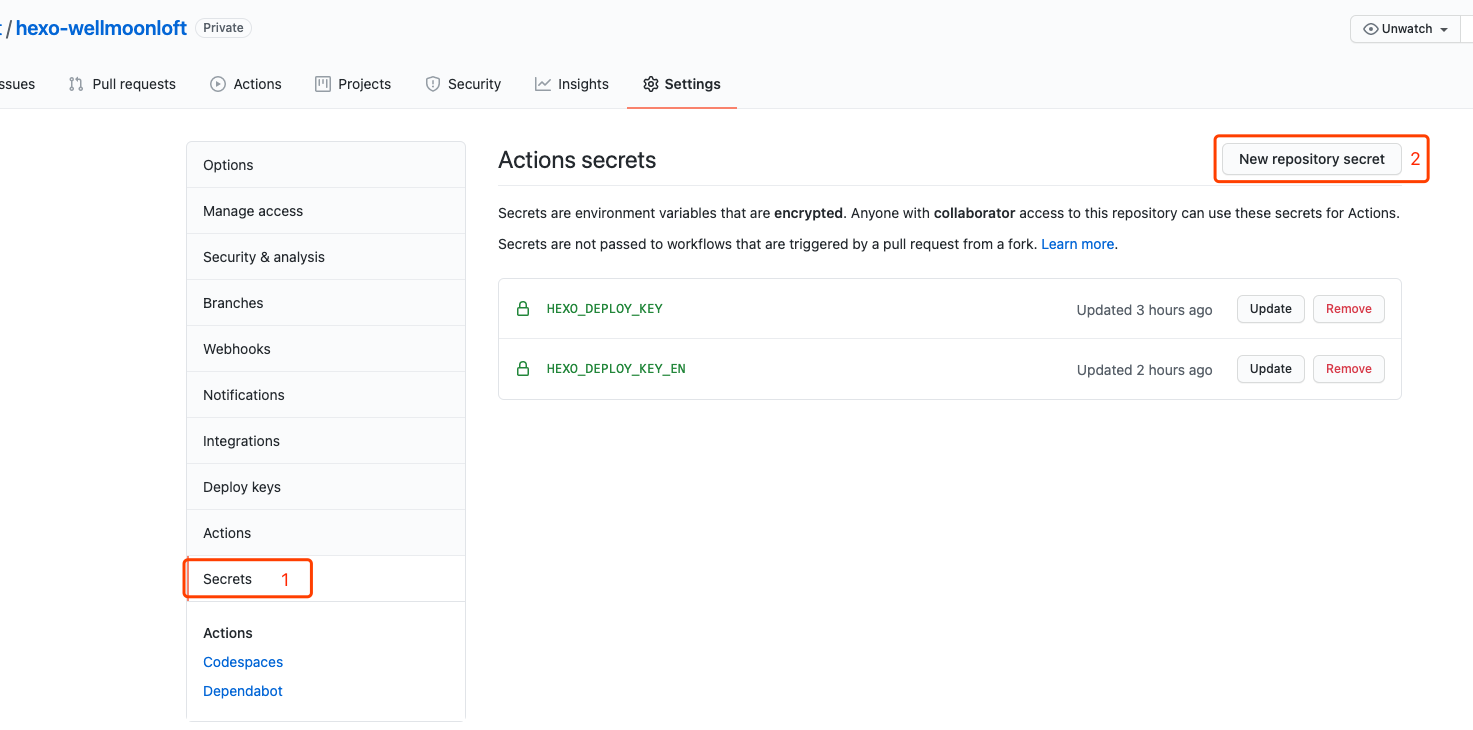 / hexo-wellmoonloft Private
Unwatch
Pull requests Actions Projects Security Insights Settings
Options
Manage access
Security & analysis
Branches
Webhooks
Notifications
Integrations
Deploy keys
Actions
Secrets 1
Actions
Codespaces
Dependabot
Actions secrets
New repository secret 2
Secrets are environment variables that are encrypted. Anyone with collaborator access to this repository can use these secrets for Actions.
Secrets are not passed to workflows that are triggered by a pull request from a fork. Learn more.
HEXO_DEPLOY_KEY Updated 3 hours ago Update Remove
HEXO_DEPLOY_KEY_EN Updated 2 hours ago Update Remove